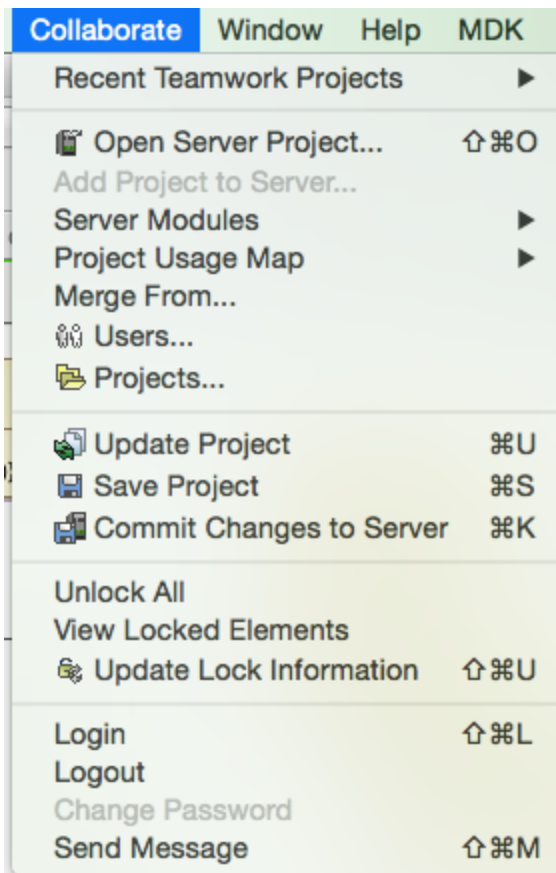 Collaborate Window Help MDK
Recent Teamwork Projects ▶
Open Server Project... ⇧⌘O
Add Project to Server...
Server Modules ▶
Project Usage Map ▶
Merge From...
Users...
Projects...
Update Project ⌘U
Save Project ⌘S
Commit Changes to Server ⌘K
Unlock All
View Locked Elements
Update Lock Information ⇧⌘U
Login ⇧⌘L
Logout
Change Password
Send Message ⇧⌘M